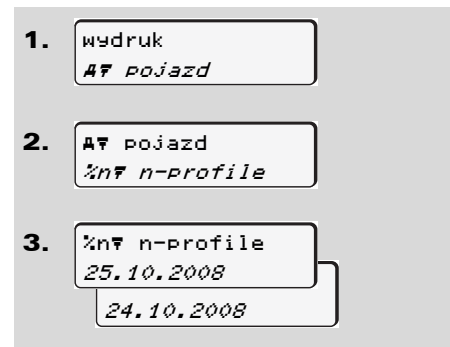 1.
wydruk
A▼ pojazd
2.
A▼ pojazd
%n▼ n-profile
3.
%n▼ n-profile
25.10.2008
24.10.2008